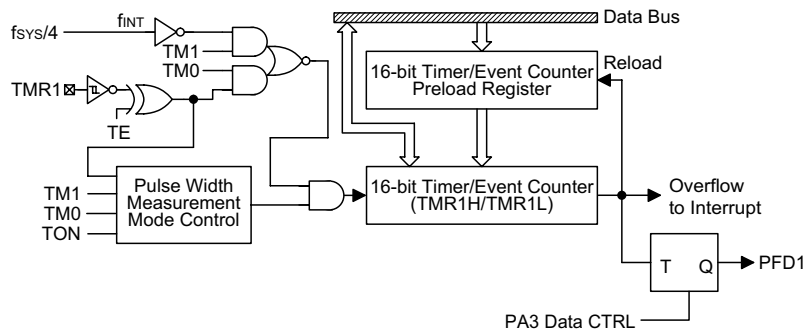 Data Bus
fSYS/4
fINT
TM1
TM0
TMR1
TE
16-bit Timer/Event Counter
Preload Register
Reload
TM1
TM0
TON
Pulse Width
Measurement
Mode Control
16-bit Timer/Event Counter
(TMR1H/TMR1L)
Overflow
to Interrupt
T
Q
PFD1
PA3 Data CTRL